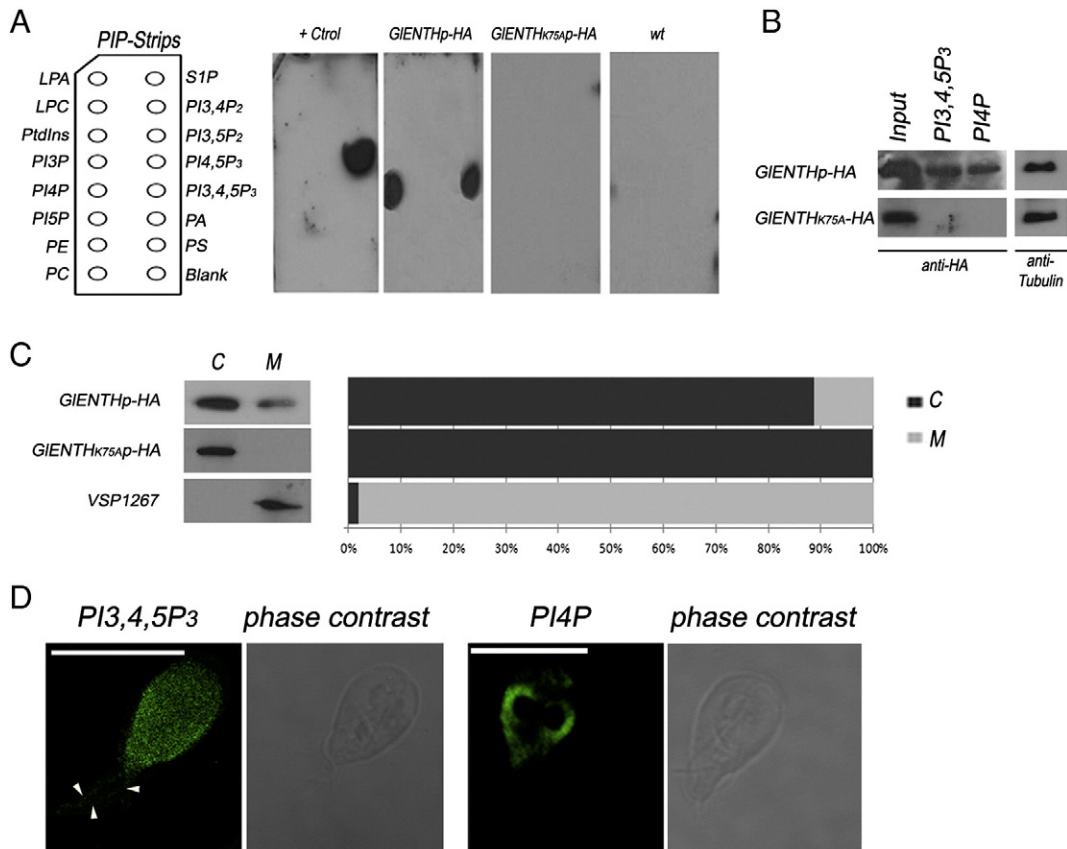 A
PIP-Strips
LPA S1P
LPC PI3,4P2
PtdIns PI3,5P2
PI3P PI4,5P3
PI4P PI3,4,5P3
PI5P PA
PE PS
PC Blank
+ Ctrol GlENTHp-HA GlENTHK75Ap-HA wt
B
Input PI3,4,5P3 PI4P
GlENTHp-HA
GlENTHK75A-HA
anti-HA anti-
Tubulin
C
C M
GlENTHp-HA
GlENTHK75Ap-HA
VSP1267
C
M
0% 10% 20% 30% 40% 50% 60% 70% 80% 90% 100%
D
PI3,4,5P3 phase contrast PI4P phase contrast